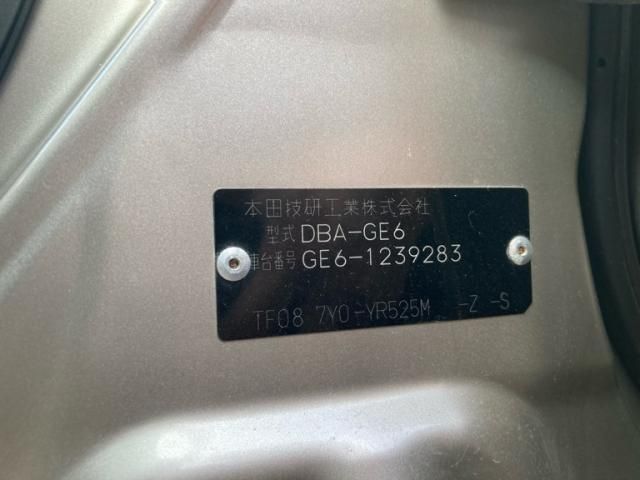 本田技研工業株式会社
型式 DBA-GE6
車台番号 GE6-1239283
TF08 7Y0-YR525M -Z -S